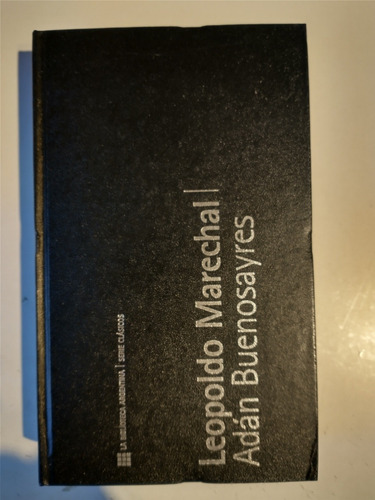 LA BIBLIOTECA ARGENTINA | SERIE CLÁSICOS
Leopoldo Marechal |
Adán Buenosayres